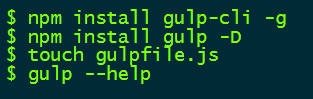 $ npm install gulp-cli -g
$ npm install gulp -D
$ touch gulpfile.js
$ gulp --help